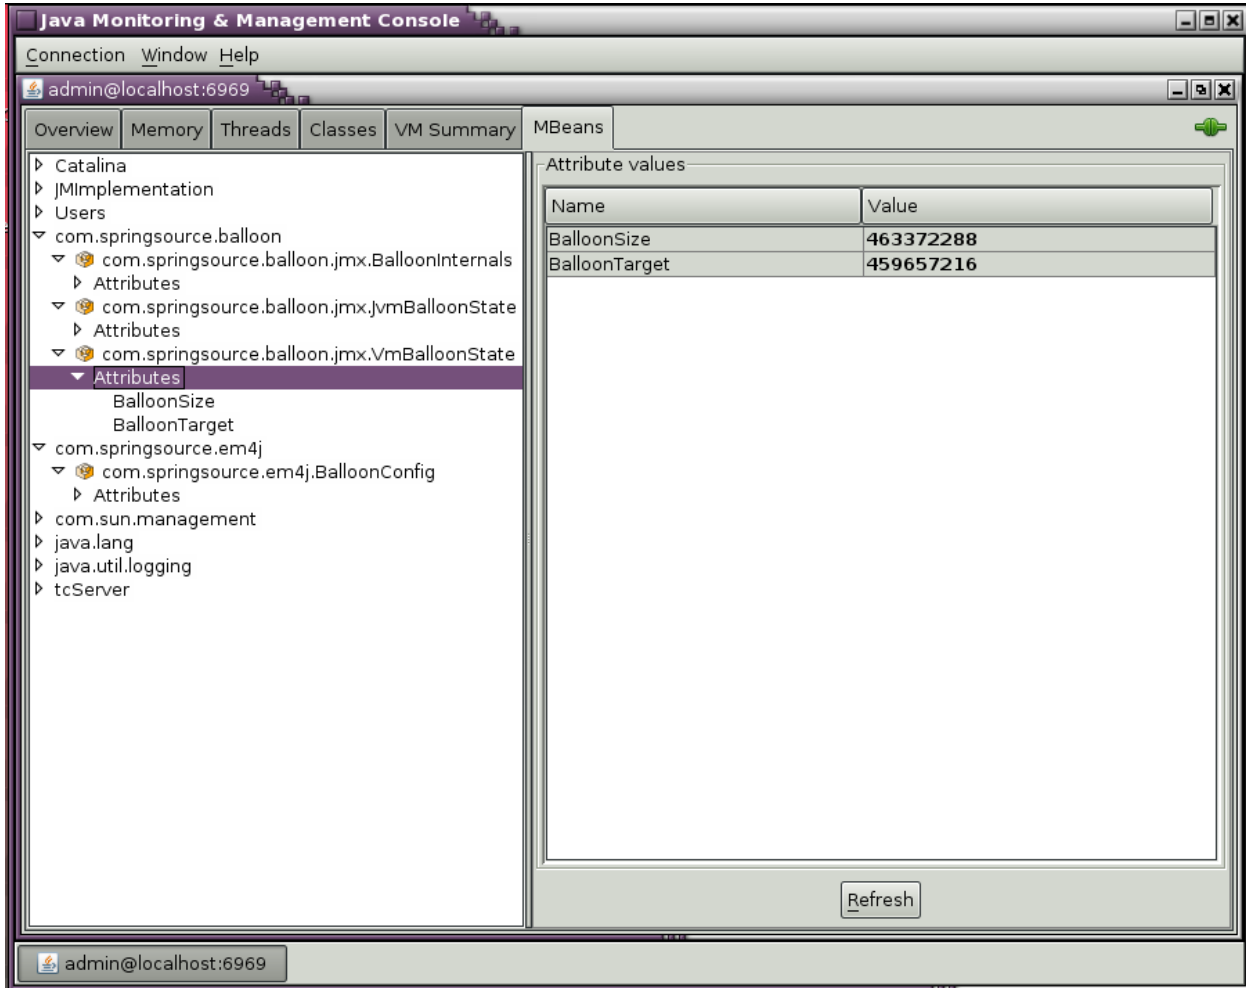 Java Monitoring & Management Console
Connection Window Help
admin@localhost:6969
Overview Memory Threads Classes VM Summary MBeans
Catalina
JMImplementation
Users
com.springsource.balloon
com.springsource.balloon.jmx.BalloonInternals
Attributes
com.springsource.balloon.jmx.JvmBalloonState
Attributes
com.springsource.balloon.jmx.VmBalloonState
Attributes
BalloonSize
BalloonTarget
com.springsource.em4j
com.springsource.em4j.BalloonConfig
Attributes
com.sun.management
java.lang
java.util.logging
tcServer
Attribute values
Name Value
BalloonSize 463372288
BalloonTarget 459657216
Refresh
admin@localhost:6969